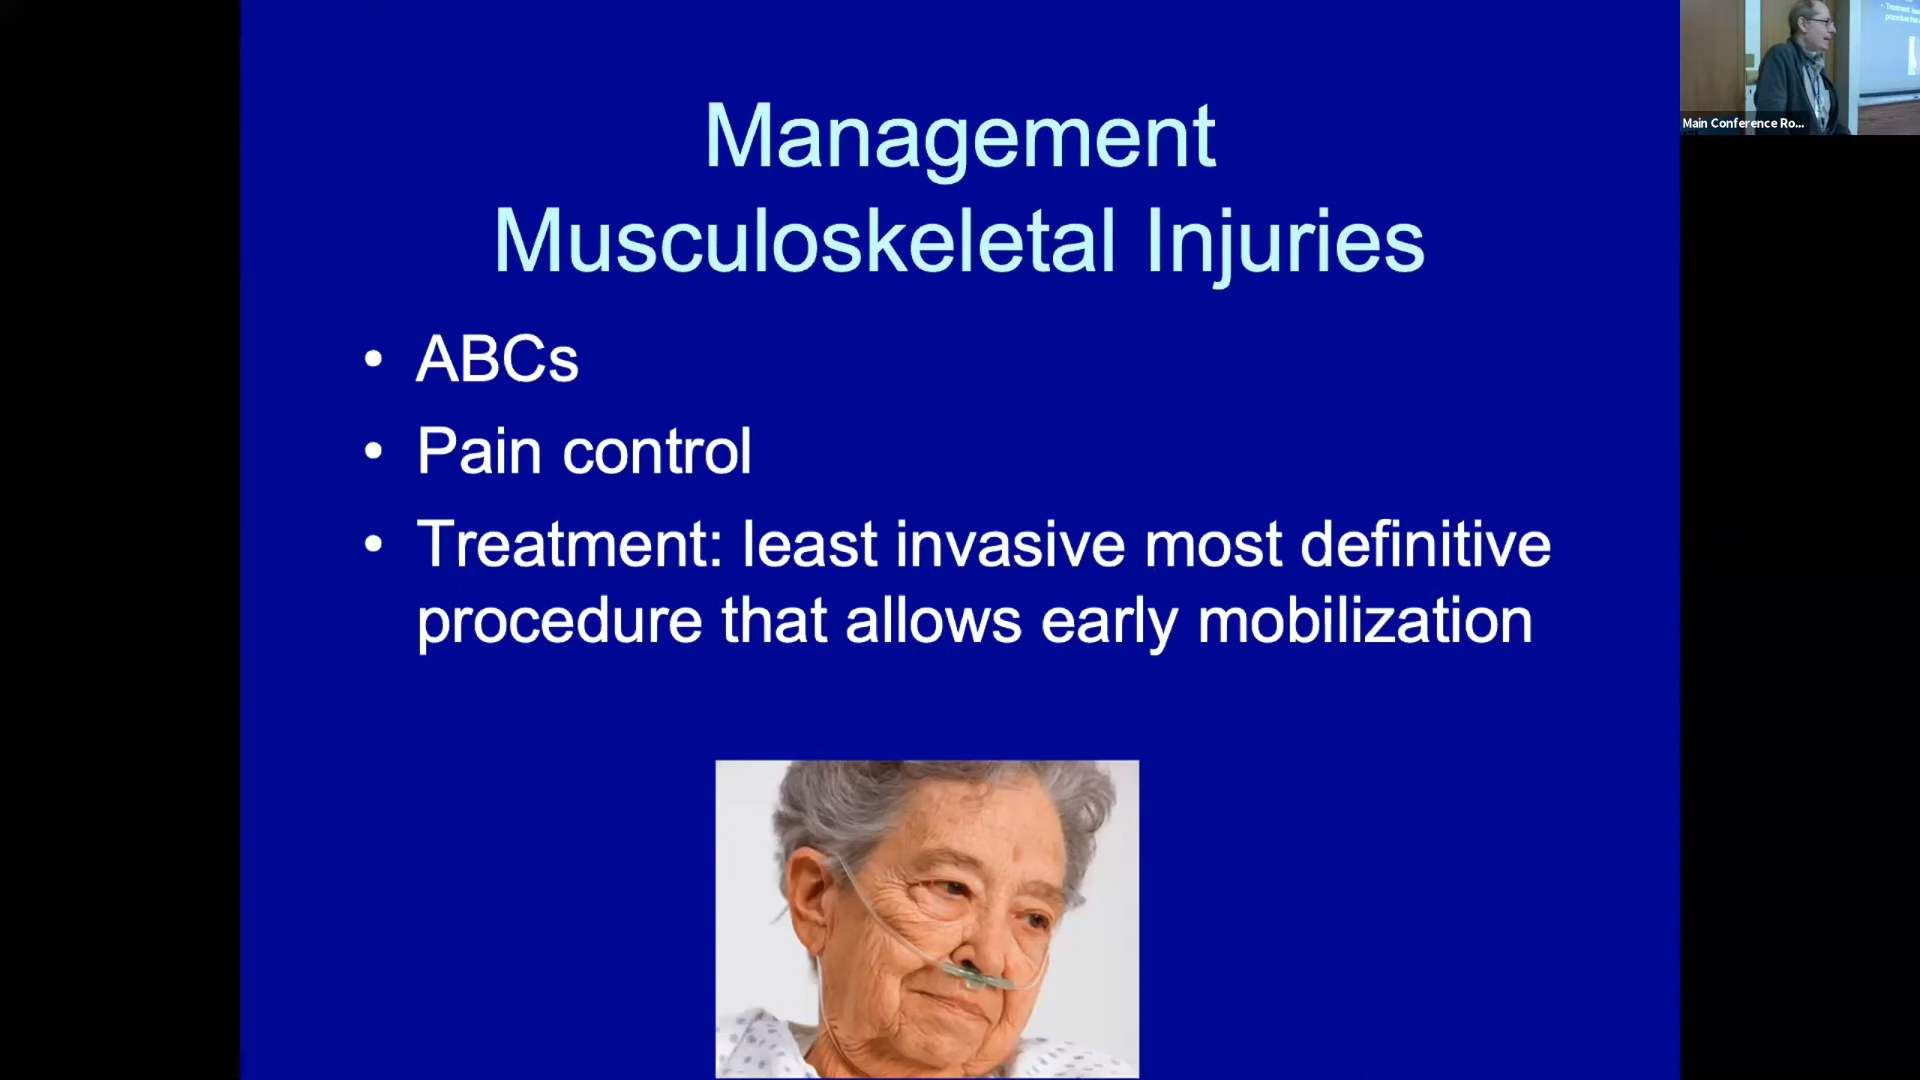 Management
Musculoskeletal Injuries
• ABCs
• Pain control
• Treatment: least invasive most definitive
procedure that allows early mobilization
Main Conference Ro...